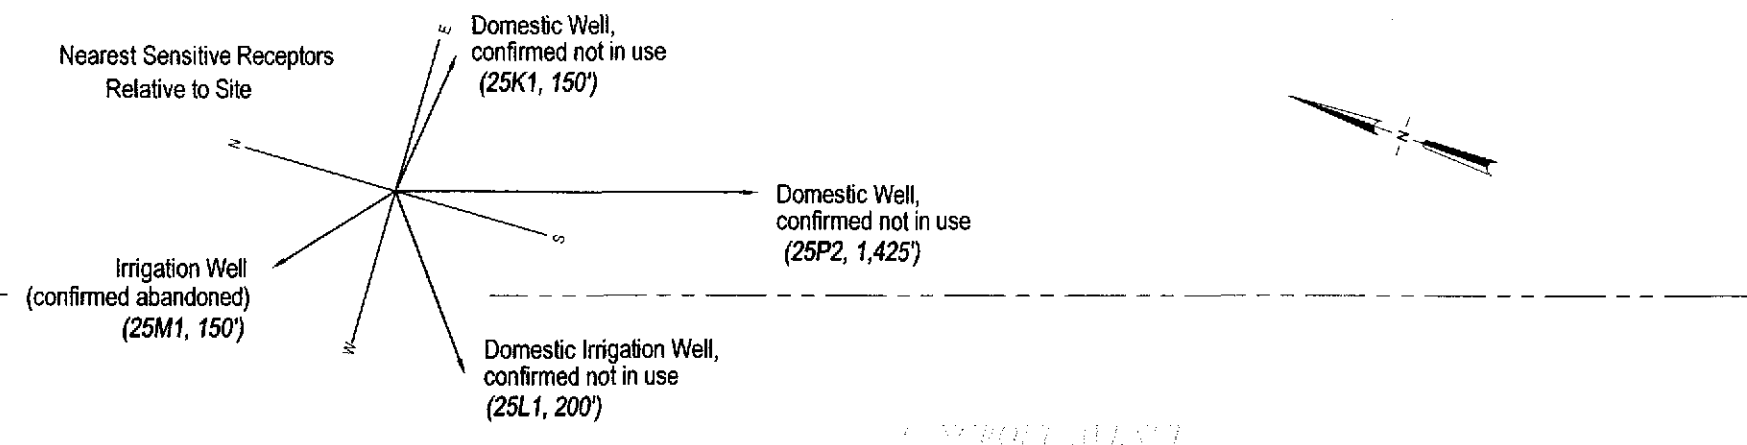 Nearest Sensitive Receptors
Relative to Site
E
Domestic Well,
confirmed not in use
(25K1, 150')
N
N
Domestic Well,
confirmed not in use
(25P2, 1,425')
S
Irrigation Well
(confirmed abandoned)
(25M1, 150')
W
Domestic Irrigation Well,
confirmed not in use
(25L1, 200')